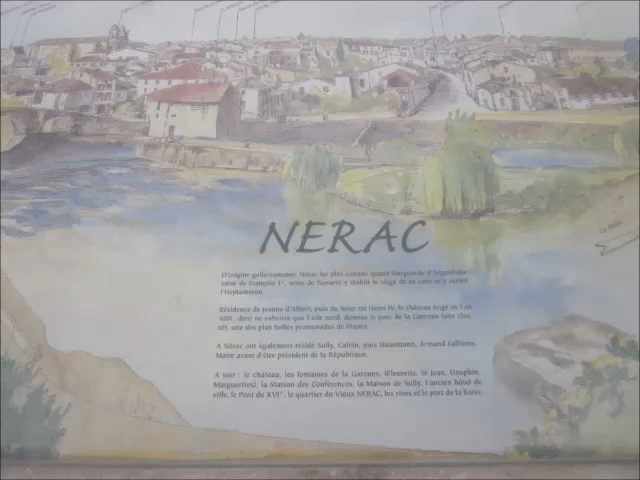 NERAC
D'origine gallo-romaine, Nérac fut plus connue quand Marguerite d'Angoulême
sœur de François 1er, reine de Navarre y établit le siège de sa cour et y écrivit
l'Heptaméron.
Résidence de Jeanne d'Albret, puis du futur roi Henri IV, le château érigé en l'an
1001, dont ne subsiste que l'aile nord, domine le parc de la Garenne
une des plus belles promenades de France
A Nérac ont également résidé Sully, Calvin, puis Hausmann, Armand Fallières,
Maire avant d'être président de la République.
A voir : le château, les fontaines de la Garenne, (Fleurette, St Jean, Dauphin,
Marguerites), la Maison des Conférences, la Maison de Sully, l'ancien hôtel de
ville, le Pont du XVIe, le quartier du Vieux NERAC, les rives et le port de la Baïse.